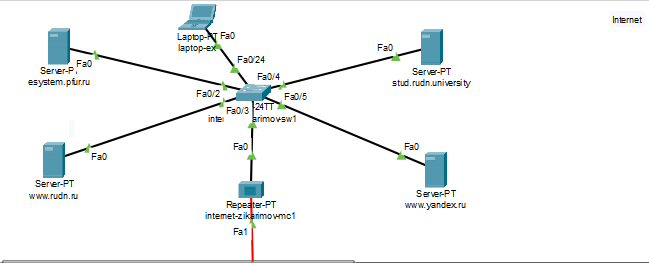 Internet
Laptop-PT
Fa0
laptop-ex
Fa0
Fa0
Server-P
esystem.pfur.ru
Fa0/24
Server-PT
stud.rudn.university
Fa0/4
Fa0/2
Fa0/5
Fa0/3
24TT
arimov-sw1
Fa0
Fa0
Fa0
Server-PT
www.rudn.ru
Server-PT
www.yandex.ru
Repeater-PT
internet-zikarimov-mc1
Fa1